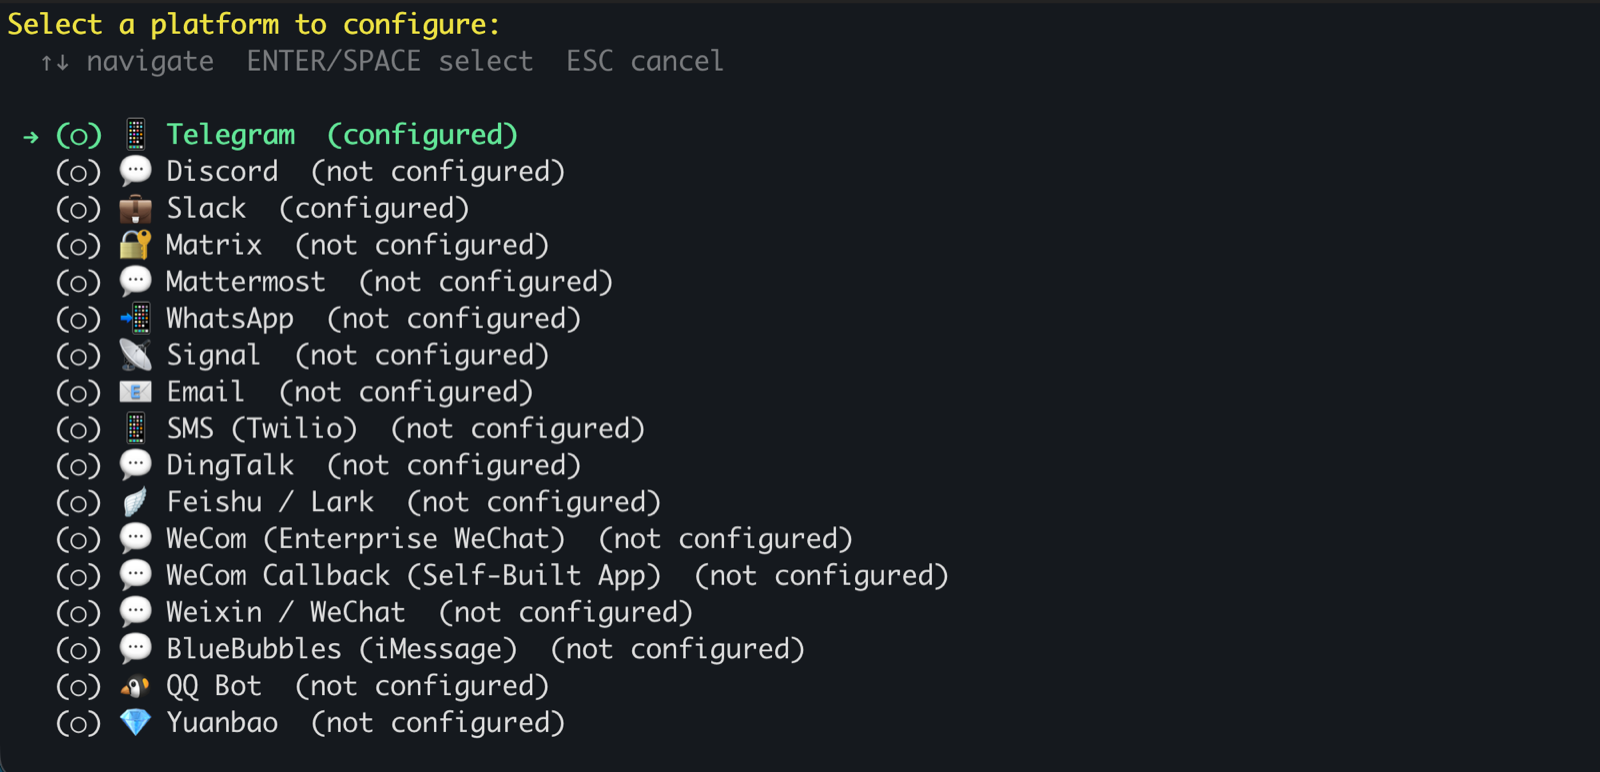 Select a platform to configure:
↑↓ navigate  ENTER/SPACE select  ESC cancel
→ (○) 📱 Telegram  (configured)
(○) 💬 Discord  (not configured)
(○) 💼 Slack  (configured)
(○) 🔐 Matrix  (not configured)
(○) 💬 Mattermost  (not configured)
(○) 📲 WhatsApp  (not configured)
(○) 📡 Signal  (not configured)
(○) 📧 Email  (not configured)
(○) 📱 SMS (Twilio)  (not configured)
(○) 💬 DingTalk  (not configured)
(○) 🪽 Feishu / Lark  (not configured)
(○) 💬 WeCom (Enterprise WeChat)  (not configured)
(○) 💬 WeCom Callback (Self-Built App)  (not configured)
(○) 💬 Weixin / WeChat  (not configured)
(○) 💬 BlueBubbles (iMessage)  (not configured)
(○) 🐧 QQ Bot  (not configured)
(○) 💎 Yuanbao  (not configured)